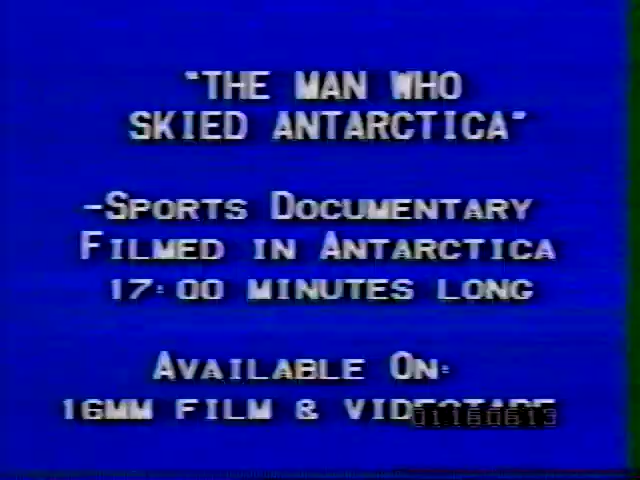 "THE MAN WHO
SKIED ANTARCTICA"
-SPORTS DOCUMENTARY
FILMED IN ANTARCTICA
17:00 MINUTES LONG
AVAILABLE ON:
16MM FILM & VIDEOTAPE
01160613